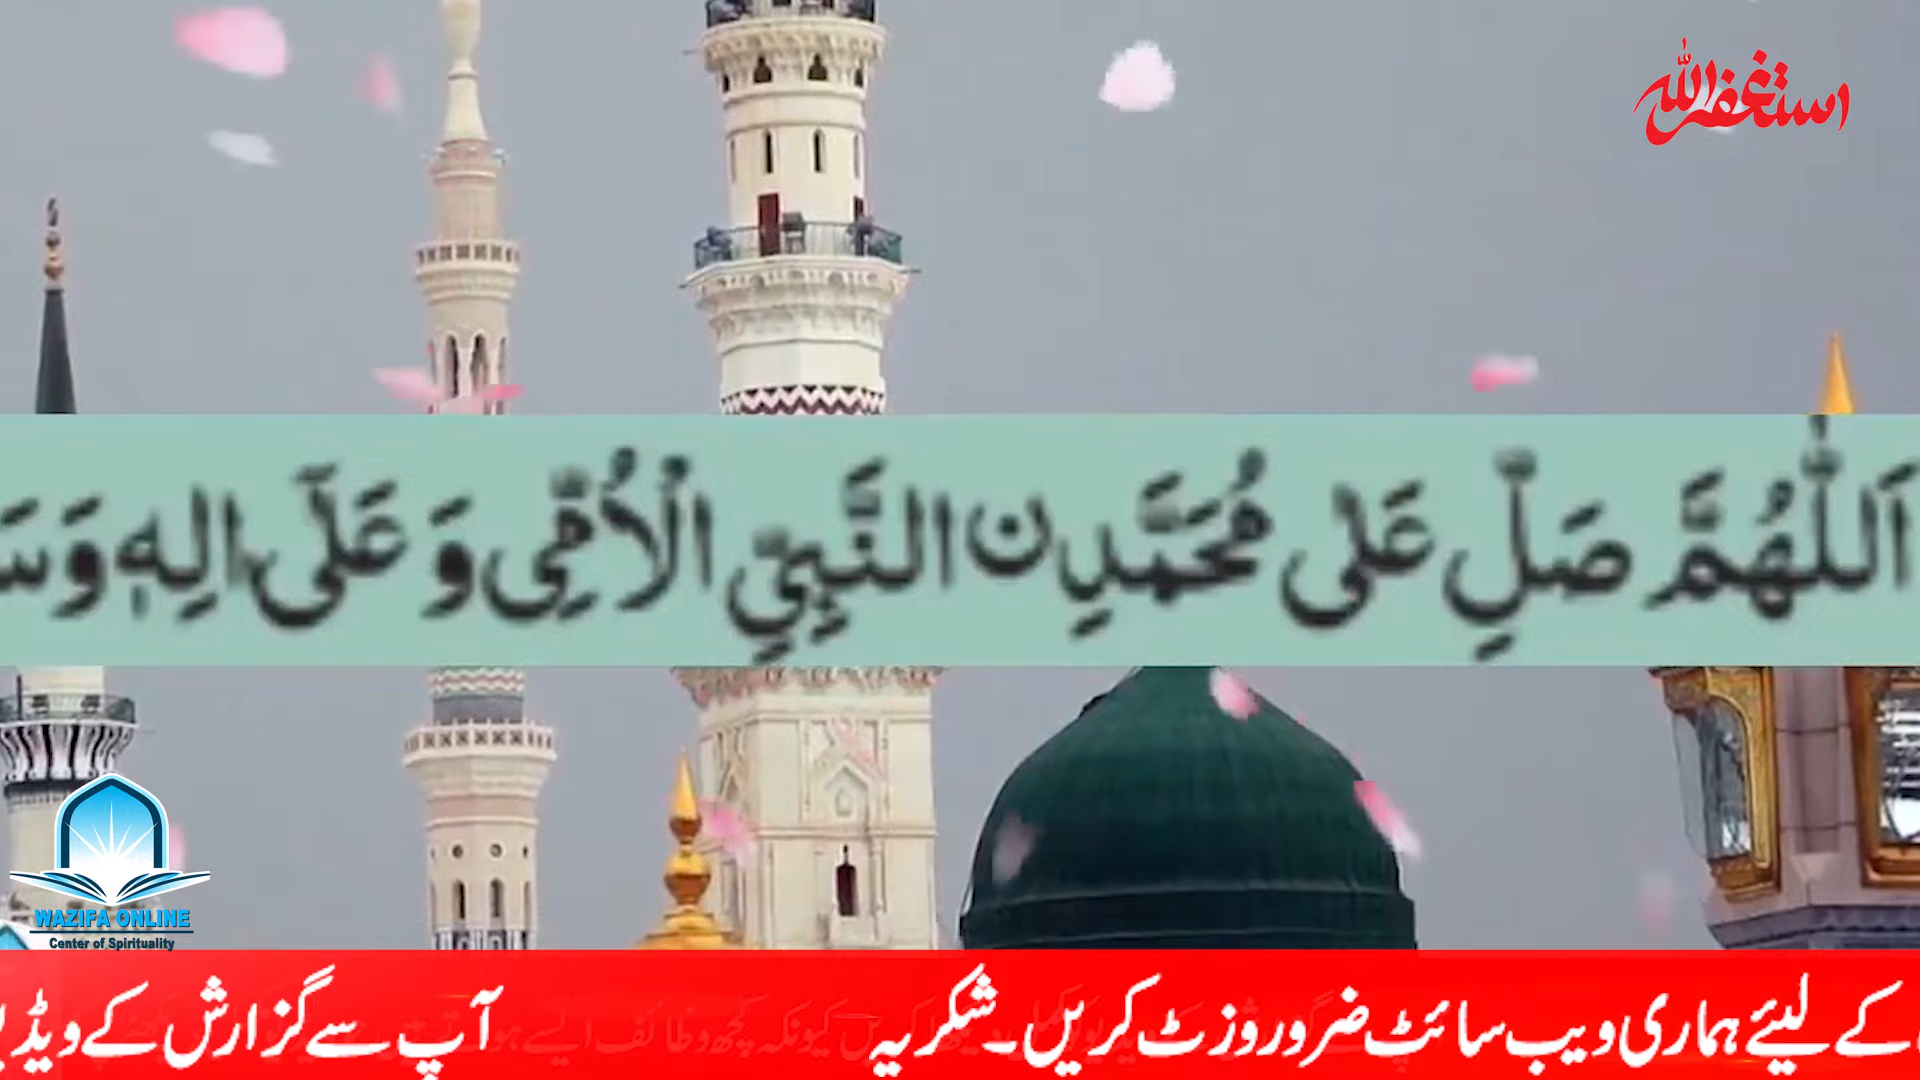 استغفراللہ
اَللّٰهُمَّ صَلِّ عَلٰى مُحَمَّدِنِ النَّبِيِّ الْاُمِّى وَعَلٰٓى اٰلِهٖ
WAZIFA ONLINE
Center of Spirituality
کے لیئے ہماری ویب سائٹ ضرور وزٹ کریں۔ شکریہ آپ سے گزارش کے